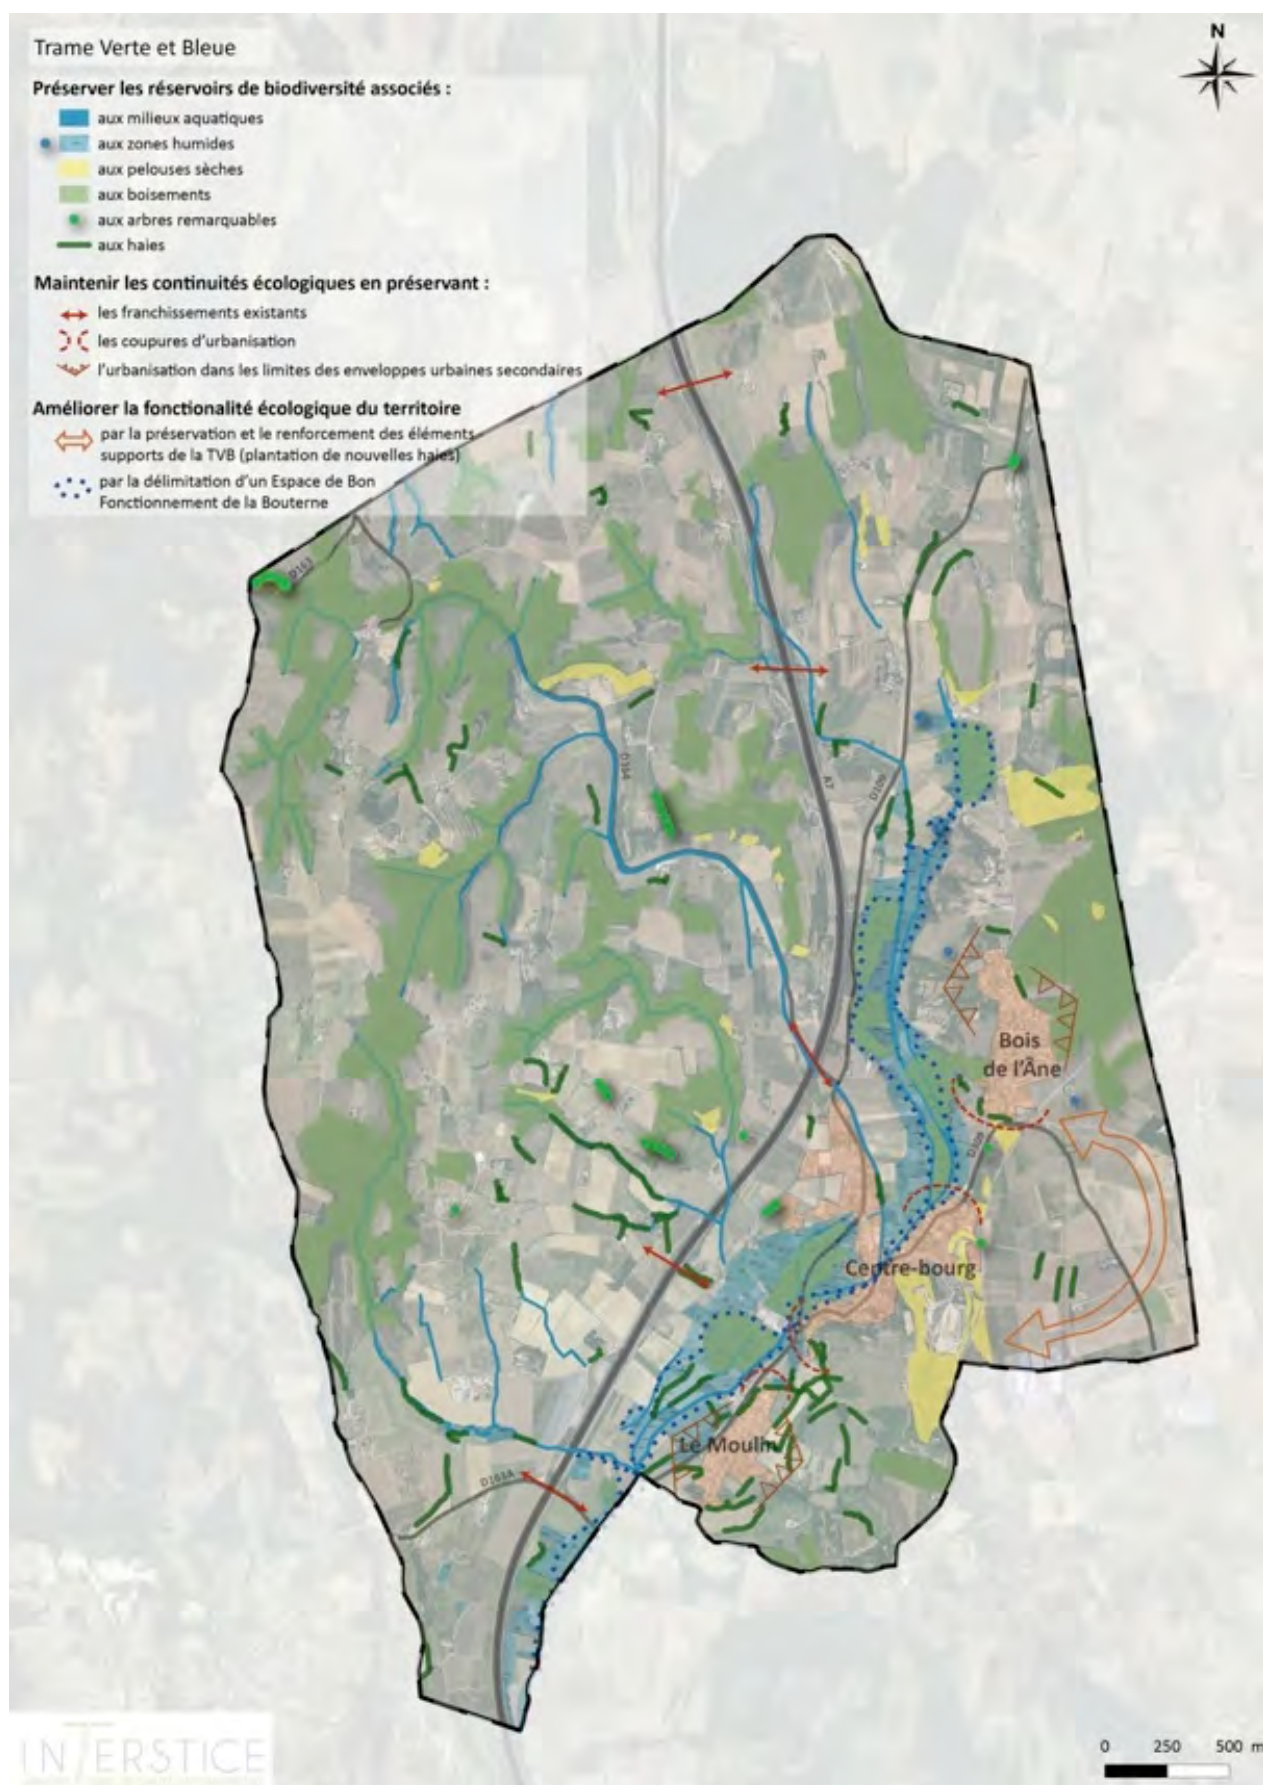 N
Trame Verte et Bleue
Préserver les réservoirs de biodiversité associés :
aux milieux aquatiques
aux zones humides
aux pelouses sèches
aux boisements
aux arbres remarquables
aux haies
Maintenir les continuités écologiques en préservant :
les franchissements existants
les coupures d'urbanisation
l'urbanisation dans les limites des enveloppes urbaines secondaires
Améliorer la fonctionalité écologique du territoire
par la préservation et le renforcement des éléments
supports de la TVB (plantation de nouvelles haies)
par la délimitation d'un Espace de Bon
Fonctionnement de la Bouterne
D163
A7
D109
Bois
de l'Âne
D109
Centre-bourg
Le Moulin
D163A
INTERSTICE
0 250 500 m